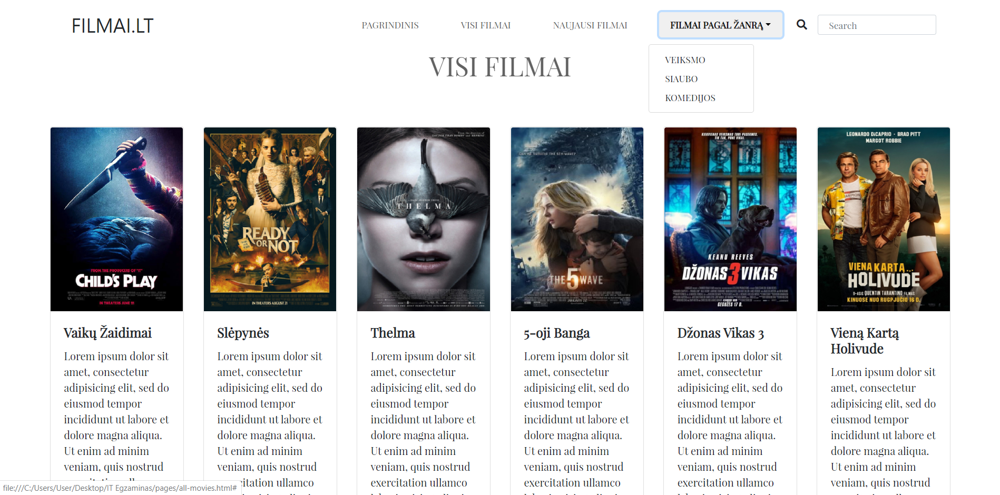 FILMAI.LT
PAGRINDINIS
VISI FILMAI
NAUJAUSI FILMAI
FILMAI PAGAL ŽANRĄ
Search
VEIKSMO
SIAUBO
KOMEDIJOS
VISI FILMAI
FROM THE PRODUCERS OF "IT"
CHILD'S PLAY
IN THEATERS JUNE 21
READY
OR NOT
IN THEATERS AUGUST 21
THELMA
CAN WE SURVIVE THE 5TH WAVE?
THE 5 WAVE
JANUARY 22
KIEKVIENAS VEIKSMAS TURI PASEKMES.
TIK TAK, PONE VIKAI.
KEANU REEVES
DŽONAS 3 VIKAS
GEGUŽĖS 17 D.
LEONARDO DiCAPRIO · BRAD PITT
MARGOT ROBBIE
CHAMPION
VIENĄ KARTĄ...
HOLIVUDE
9-ASIS QUENTIN TARANTINO FILMAS
KINUOSE NUO RUGPJŪČIO 16 D.
Vaikų Žaidimai
Lorem ipsum dolor sit
amet, consectetur
adipisicing elit, sed do
eiusmod tempor
incididunt ut labore et
dolore magna aliqua.
Ut enim ad minim
veniam, quis nostrud
Slėpynės
Lorem ipsum dolor sit
amet, consectetur
adipisicing elit, sed do
eiusmod tempor
incididunt ut labore et
dolore magna aliqua.
Ut enim ad minim
veniam, quis nostrud
citation ullamco
Thelma
Lorem ipsum dolor sit
amet, consectetur
adipisicing elit, sed do
eiusmod tempor
incididunt ut labore et
dolore magna aliqua.
Ut enim ad minim
veniam, quis nostrud
exercitation ullamco
5-oji Banga
Lorem ipsum dolor sit
amet, consectetur
adipisicing elit, sed do
eiusmod tempor
incididunt ut labore et
dolore magna aliqua.
Ut enim ad minim
veniam, quis nostrud
exercitation ullamco
Džonas Vikas 3
Lorem ipsum dolor sit
amet, consectetur
adipisicing elit, sed do
eiusmod tempor
incididunt ut labore et
dolore magna aliqua.
Ut enim ad minim
veniam, quis nostrud
exercitation ullamco
Vieną Kartą
Holivude
Lorem ipsum dolor sit
amet, consectetur
adipisicing elit, sed do
eiusmod tempor
incididunt ut labore et
dolore magna aliqua.
Ut enim ad minim
veniam, quis nostrud
file:///C:/Users/User/Desktop/IT Egzaminas/pages/all-movies.html#